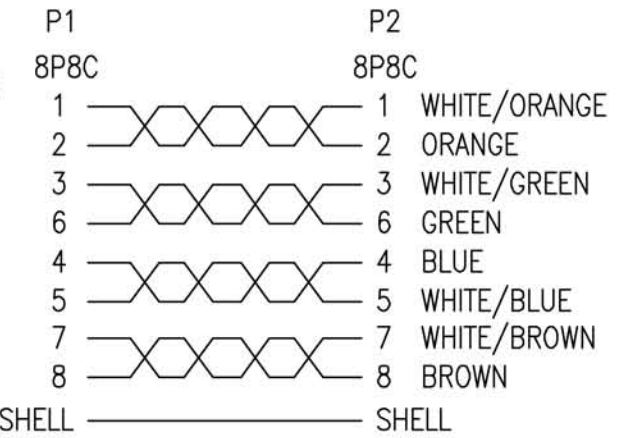 P1 P2
8P8C 8P8C
1 1 WHITE/ORANGE
2 2 ORANGE
3 3 WHITE/GREEN
6 6 GREEN
4 4 BLUE
5 5 WHITE/BLUE
7 7 WHITE/BROWN
8 8 BROWN
SHELL SHELL